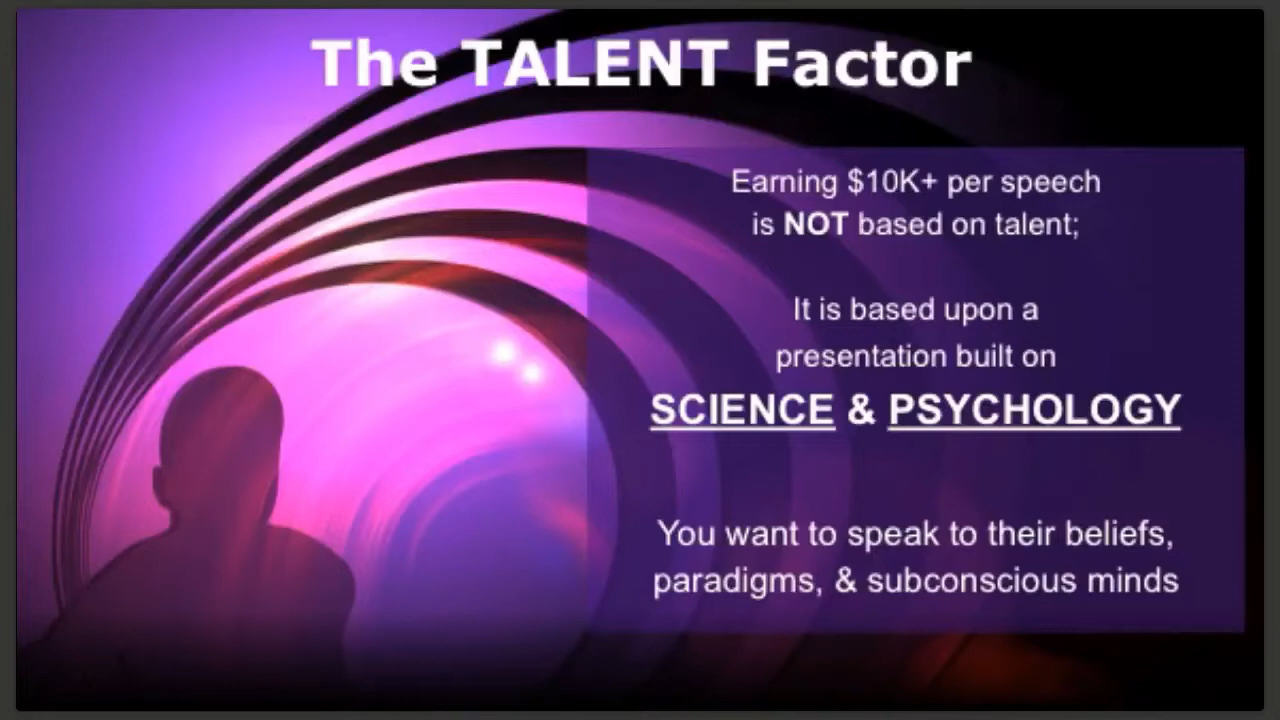 The TALENT Factor
Earning $10K+ per speech
is NOT based on talent;
It is based upon a
presentation built on
SCIENCE & PSYCHOLOGY
You want to speak to their beliefs,
paradigms, & subconscious minds